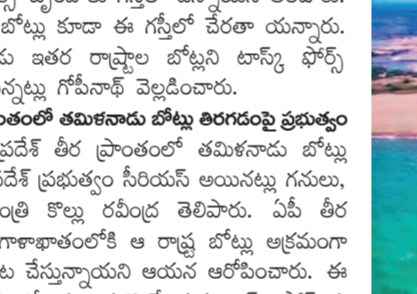 బోట్లు కూడా ఈ గస్తీలో చేరతా యన్నారు.
ఇతర రాష్ట్రాల బోట్లని టాస్క్ ఫోర్స్
న్నట్లు గోపీనాథ్ వెల్లడించారు.
తంలో తమిళనాడు బోట్లు తిరగడంపై ప్రభుత్వం
ప్రదేశ్ తీర ప్రాంతంలో తమిళనాడు బోట్లు
దేశ్ ప్రభుత్వం సీరియస్ అయినట్లు గనులు,
ంత్రి కొల్లు రవీంద్ర తెలిపారు. ఏపీ తీర
గాళాఖాతంలోకి ఆ రాష్ట్ర బోట్లు అక్రమంగా
ట చేస్తున్నాయని ఆయన ఆరోపించారు. ఈ